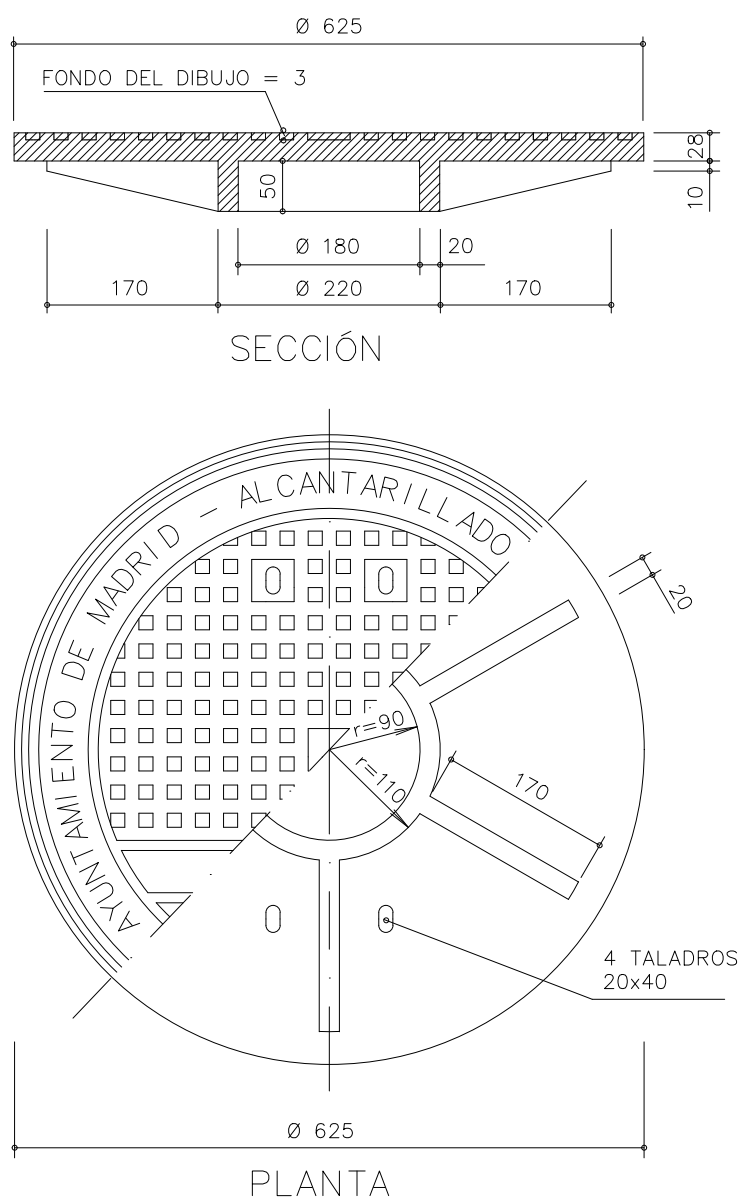 Ø 625
FONDO DEL DIBUJO = 3
28
50
10
Ø 180
20
170
Ø 220
170
SECCIÓN
AYUNTAMIENTO DE MADRID - ALCANTARILLADO
20
r=90
r=110
170
4 TALADROS
20x40
Ø 625
PLANTA